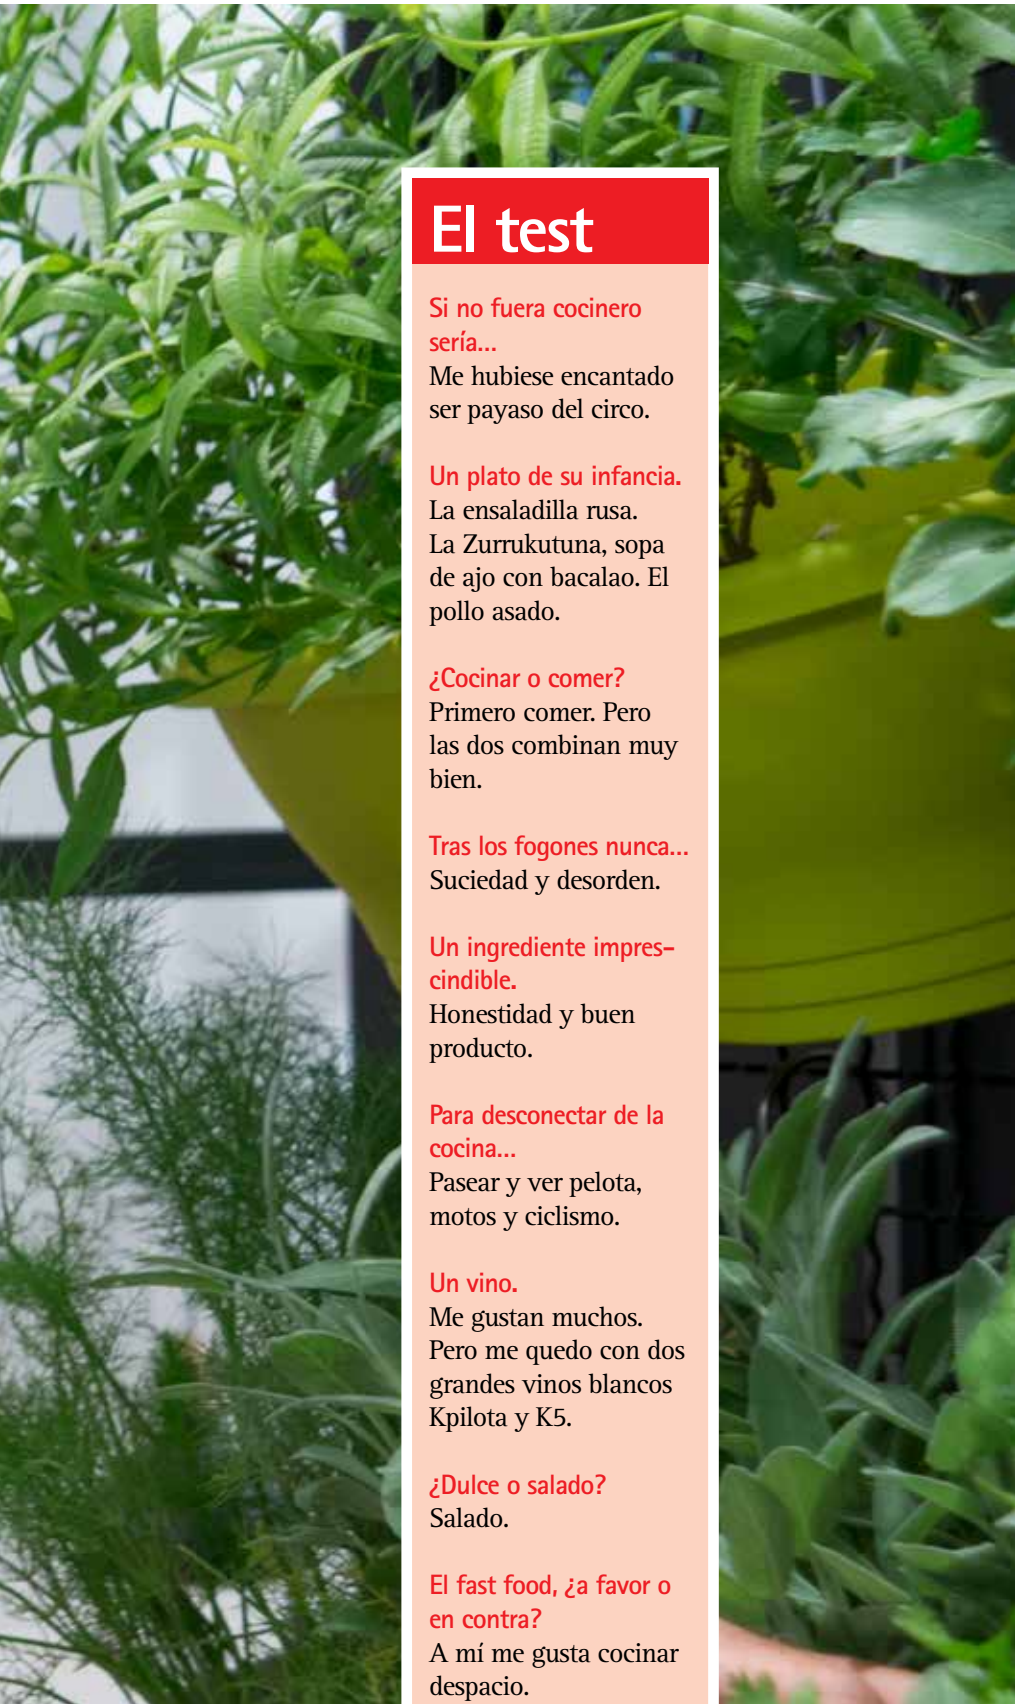 El test
Si no fuera cocinero
sería...
Me hubiese encantado
ser payaso del circo.
Un plato de su infancia.
La ensaladilla rusa.
La Zurrukutuna, sopa
de ajo con bacalao. El
pollo asado.
¿Cocinar o comer?
Primero comer. Pero
las dos combinan muy
bien.
Tras los fogones nunca...
Suciedad y desorden.
Un ingrediente impres-
cindible.
Honestidad y buen
producto.
Para desconectar de la
cocina...
Pasear y ver pelota,
motos y ciclismo.
Un vino.
Me gustan muchos.
Pero me quedo con dos
grandes vinos blancos
Kpilota y K5.
¿Dulce o salado?
Salado.
El fast food, ¿a favor o
en contra?
A mí me gusta cocinar
despacio.